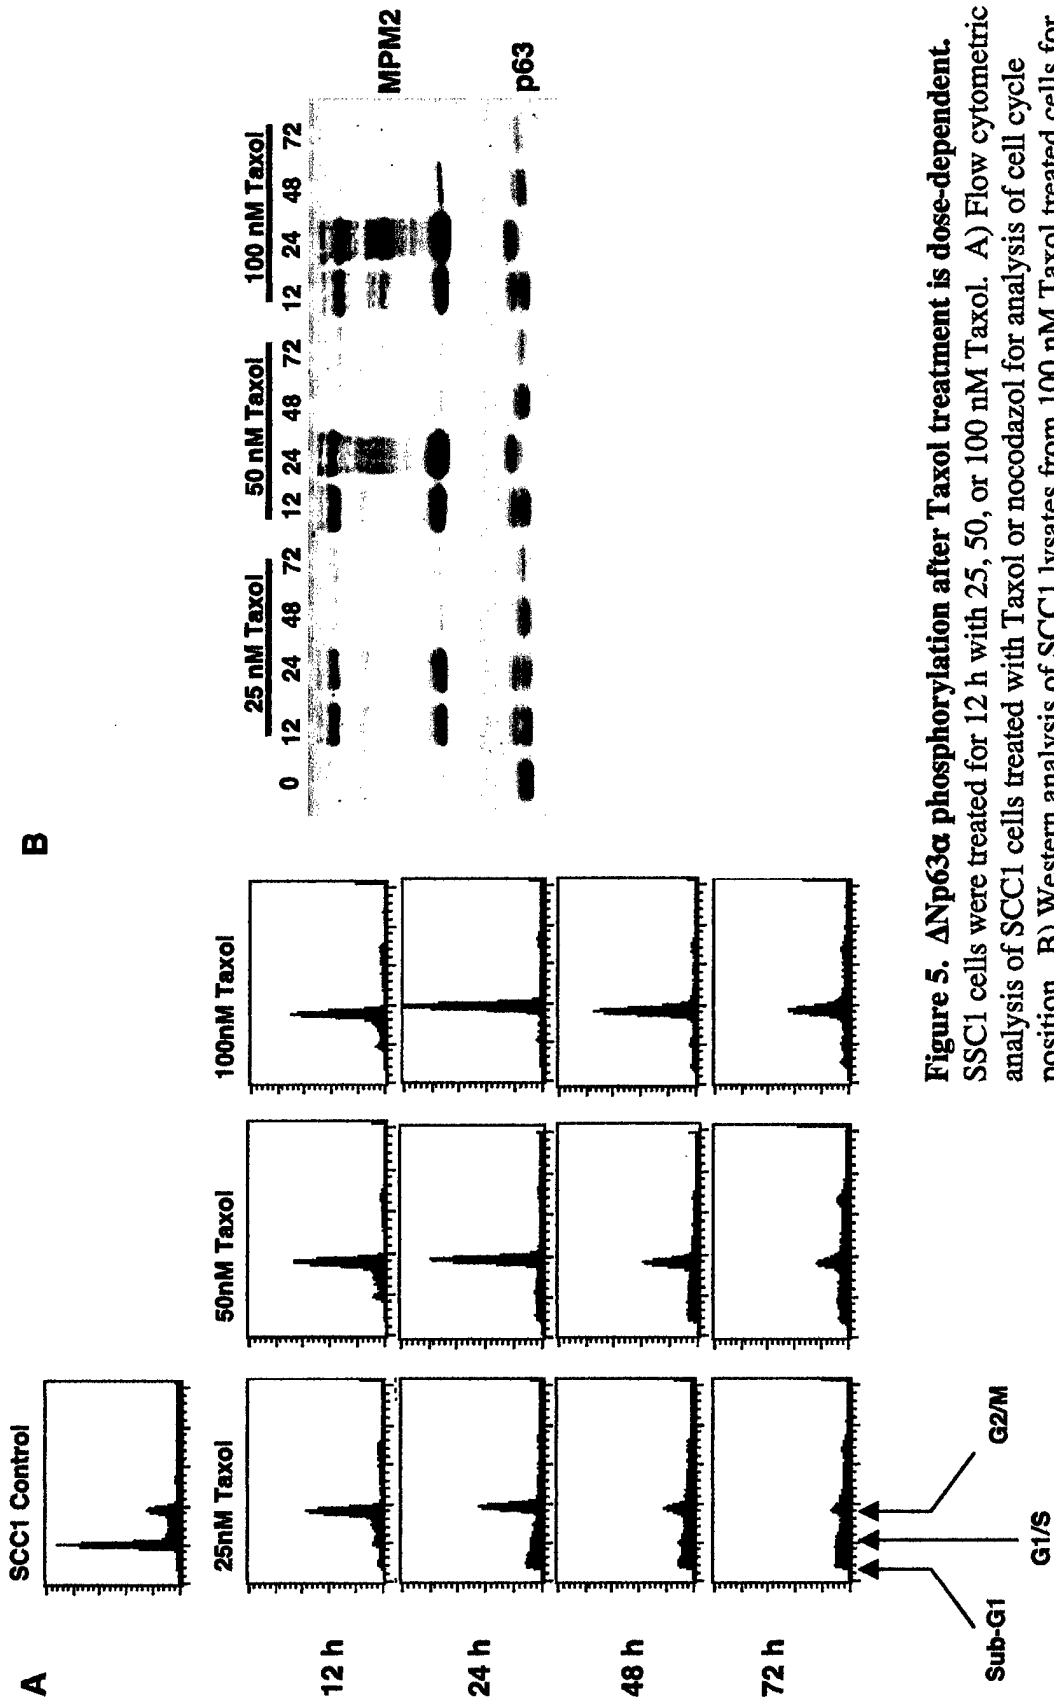 A
SCC1 Control
25nM Taxol
50nM Taxol
100nM Taxol
12 h
24 h
48 h
72 h
Sub-G1
G1/S
G2/M
B
25 nM Taxol
50 nM Taxol
100 nM Taxol
0 12 24 48 72 12 24 48 72 12 24 48 72
MPM2
p63
Figure 5. ΔNp63α phosphorylation after Taxol treatment is dose-dependent.
SSC1 cells were treated for 12 h with 25, 50, or 100 nM Taxol. A) Flow cytometric
analysis of SCC1 cells treated with Taxol or nocodazol for analysis of cell cycle
position. B) Western analysis of SCC1 lysates from 100 nM Taxol treated cells for